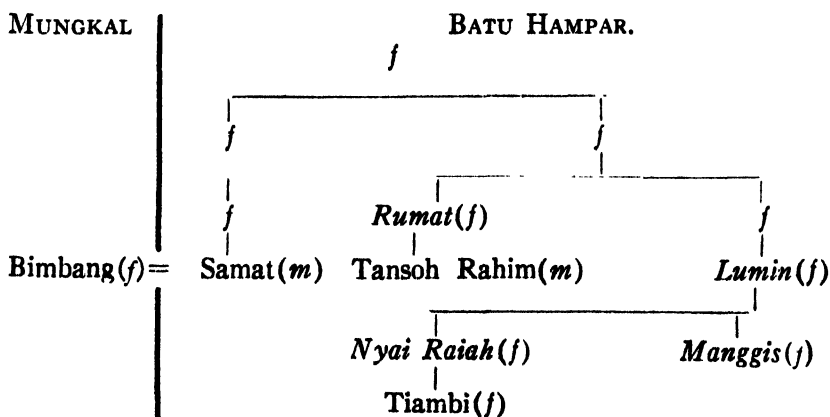 MUNGKAL BATU HAMPAR.
f
f f
f Rumat(f) f
Bimbang(f)= Samat(m) Tansoh Rahim(m) Lumin(f)
Nyai Raiah(f) Manggis(f)
Tiambi(f)